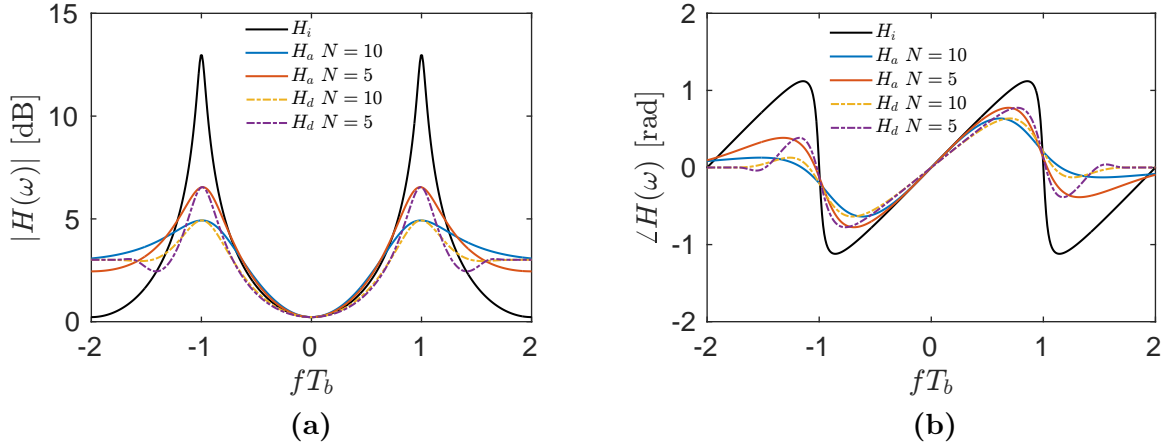 15
10
5
0
-2
-1
0
1
2
|H(ω)| [dB]
fT_b
H_i
H_a N = 10
H_a N = 5
H_d N = 10
H_d N = 5
(a)
2
1
0
-1
-2
-2
-1
0
1
2
∠H(ω) [rad]
fT_b
H_i
H_a N = 10
H_a N = 5
H_d N = 10
H_d N = 5
(b)